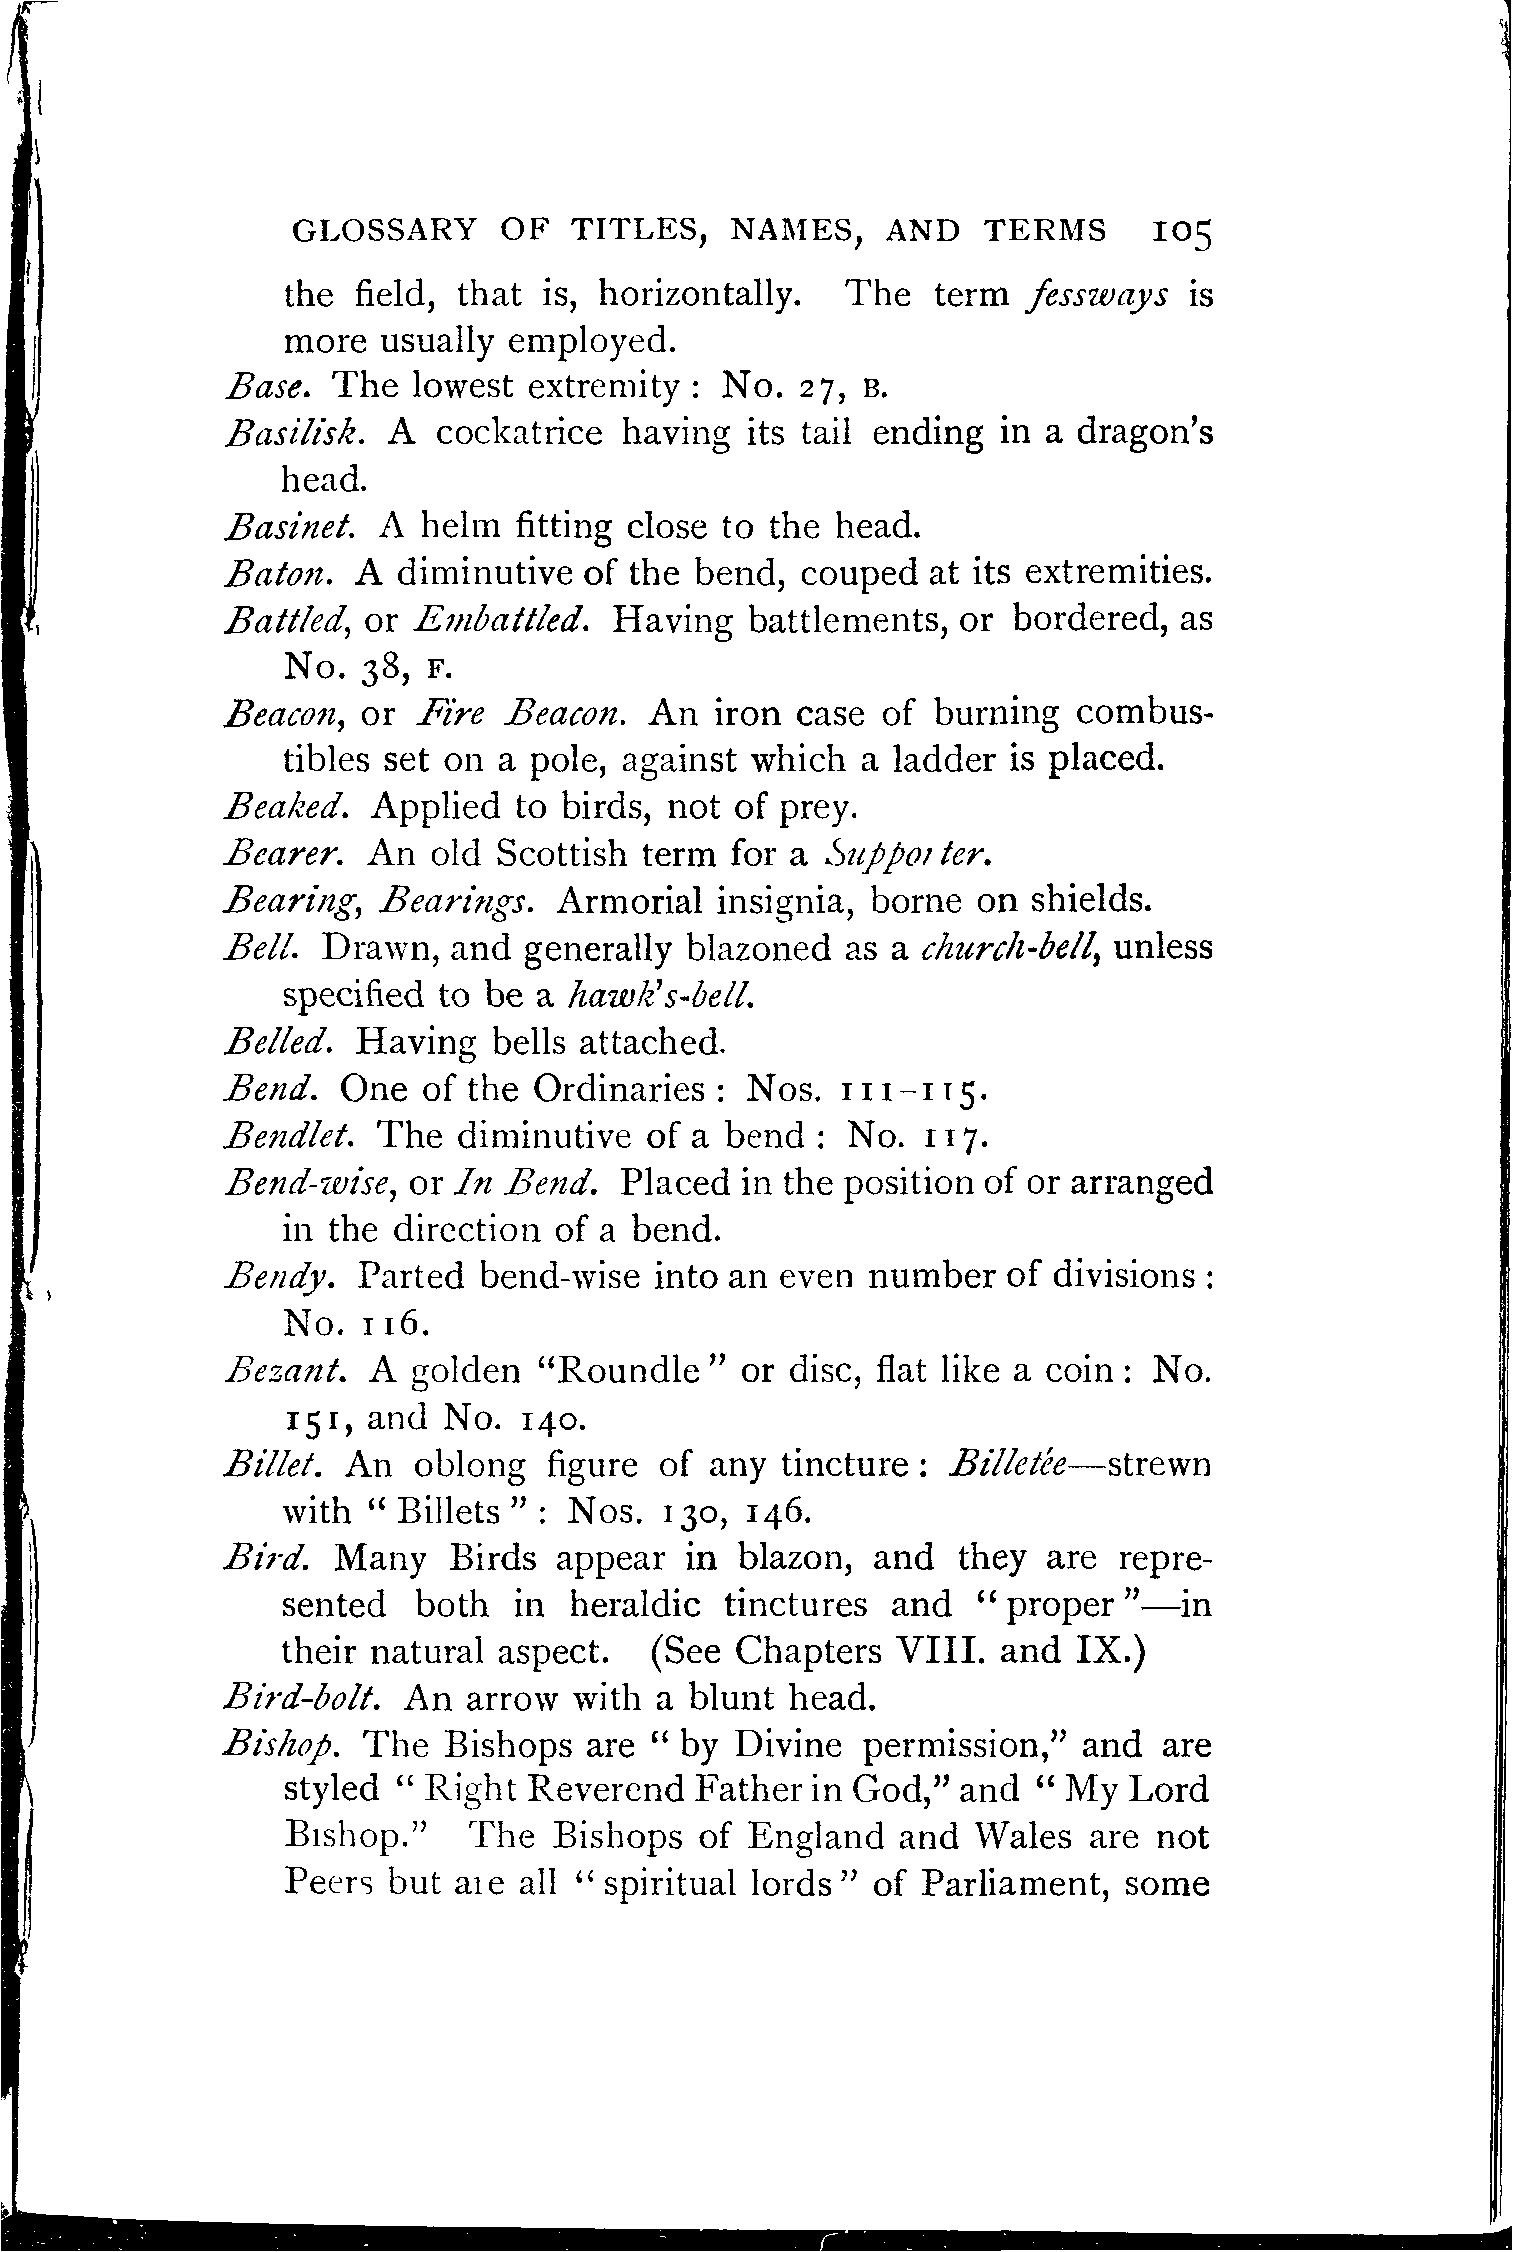 GLOSSARY OF TITLES, NAMES, AND TERMS 105
the field, that is, horizontally. The term fessways is
more usually employed.
Base. The lowest extremity : No. 27, B.
Basilisk. A cockatrice having its tail ending in a dragon's
head.
Basinet. A helm fitting close to the head.
Baton. A diminutive of the bend, couped at its extremities.
Battled, or Embattled. Having battlements, or bordered, as
No. 38, F.
Beacon, or Fire Beacon. An iron case of burning combus-
tibles set on a pole, against which a ladder is placed.
Beaked. Applied to birds, not of prey.
Bearer. An old Scottish term for a Supporter.
Bearing, Bearings. Armorial insignia, borne on shields.
Bell. Drawn, and generally blazoned as a church-bell, unless
specified to be a hawk's-bell.
Belled. Having bells attached.
Bend. One of the Ordinaries : Nos. 111–115.
Bendlet. The diminutive of a bend : No. 117.
Bend-wise, or In Bend. Placed in the position of or arranged
in the direction of a bend.
Bendy. Parted bend-wise into an even number of divisions :
No. 116.
Bezant. A golden "Roundle" or disc, flat like a coin : No.
151, and No. 140.
Billet. An oblong figure of any tincture : Billetée—strewn
with "Billets" : Nos. 130, 146.
Bird. Many Birds appear in blazon, and they are repre-
sented both in heraldic tinctures and "proper"—in
their natural aspect. (See Chapters VIII. and IX.)
Bird-bolt. An arrow with a blunt head.
Bishop. The Bishops are "by Divine permission," and are
styled "Right Reverend Father in God," and "My Lord
Bishop." The Bishops of England and Wales are not
Peers but are all "spiritual lords" of Parliament, some